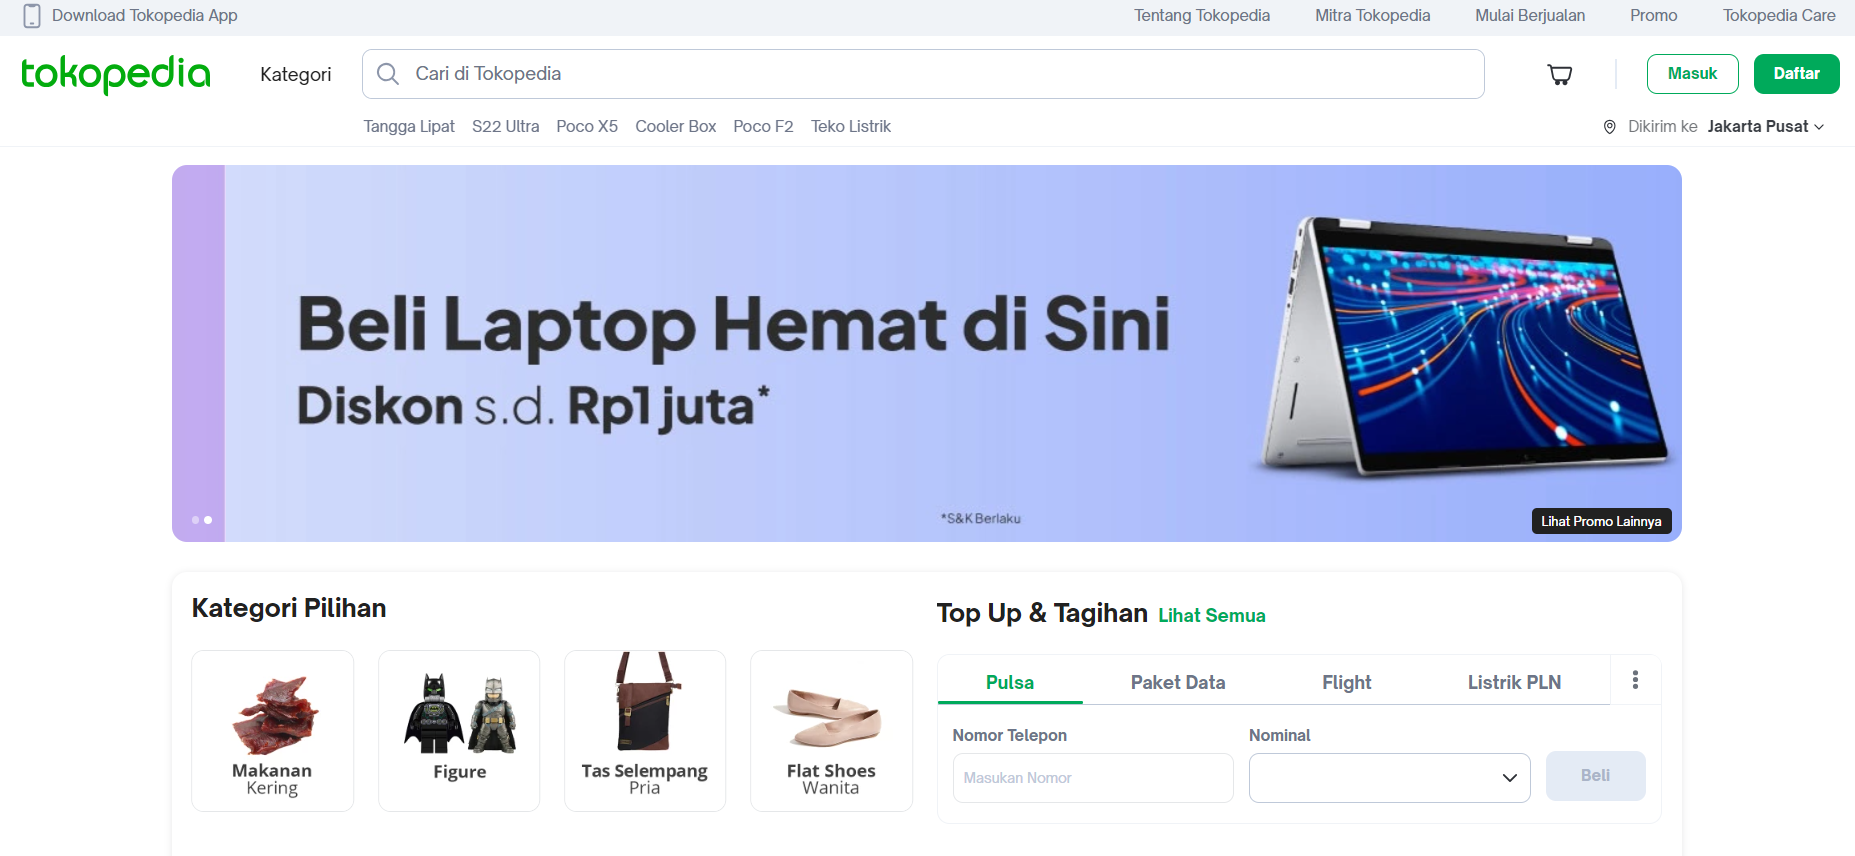 Download Tokopedia App
Tentang Tokopedia Mitra Tokopedia Mulai Berjualan Promo Tokopedia Care
tokopedia Kategori Cari di Tokopedia Masuk Daftar
Tangga Lipat S22 Ultra Poco X5 Cooler Box Poco F2 Teko Listrik
Dikirim ke Jakarta Pusat
Beli Laptop Hemat di Sini
Diskon s.d. Rp1 juta*
*S&K Berlaku
Lihat Promo Lainnya
Kategori Pilihan
Makanan
Kering
Figure
Tas Selempang
Pria
Flat Shoes
Wanita
Top Up & Tagihan Lihat Semua
Pulsa Paket Data Flight Listrik PLN
Nomor Telepon
Masukan Nomor
Nominal
Beli